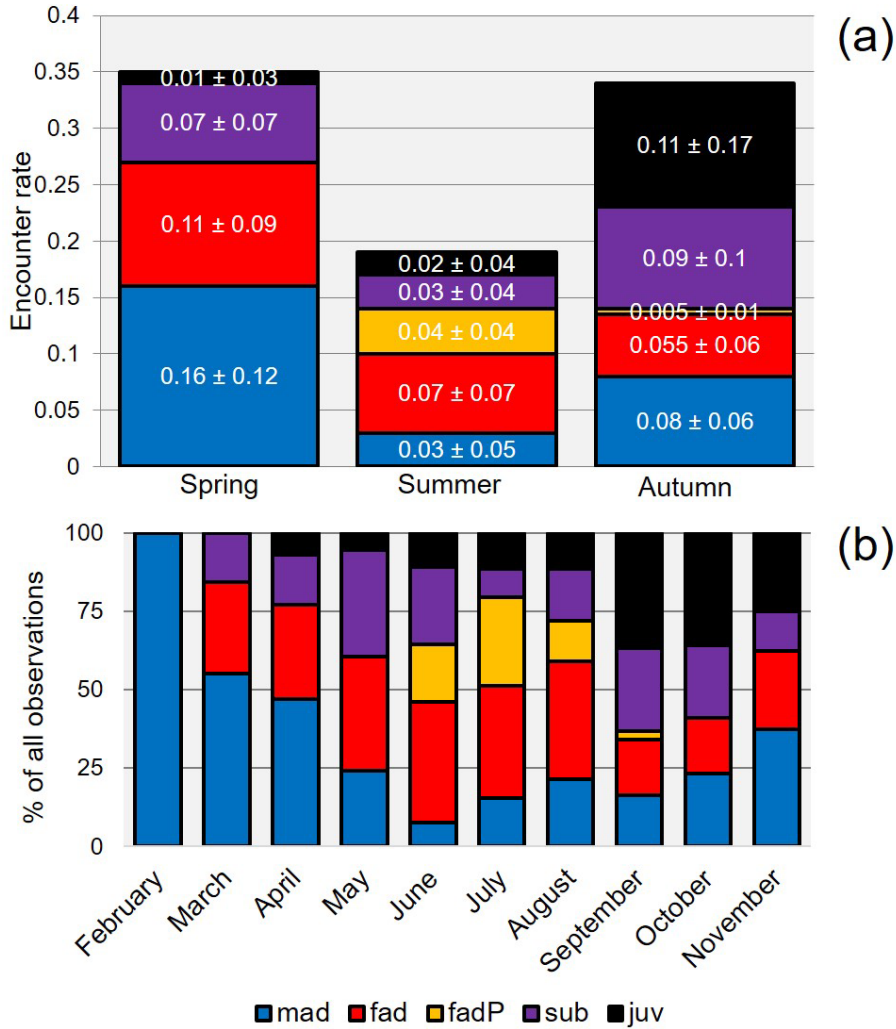 (a)
Encounter rate
0.4
0.35
0.3
0.25
0.2
0.15
0.1
0.05
0
0.01 ± 0.03
0.07 ± 0.07
0.11 ± 0.09
0.16 ± 0.12
0.02 ± 0.04
0.03 ± 0.04
0.04 ± 0.04
0.07 ± 0.07
0.03 ± 0.05
0.11 ± 0.17
0.09 ± 0.1
0.005 ± 0.01
0.055 ± 0.06
0.08 ± 0.06
Spring Summer Autumn
(b)
% of all observations
100
75
50
25
0
February March April May June July August September October November
mad fad fadP sub juv